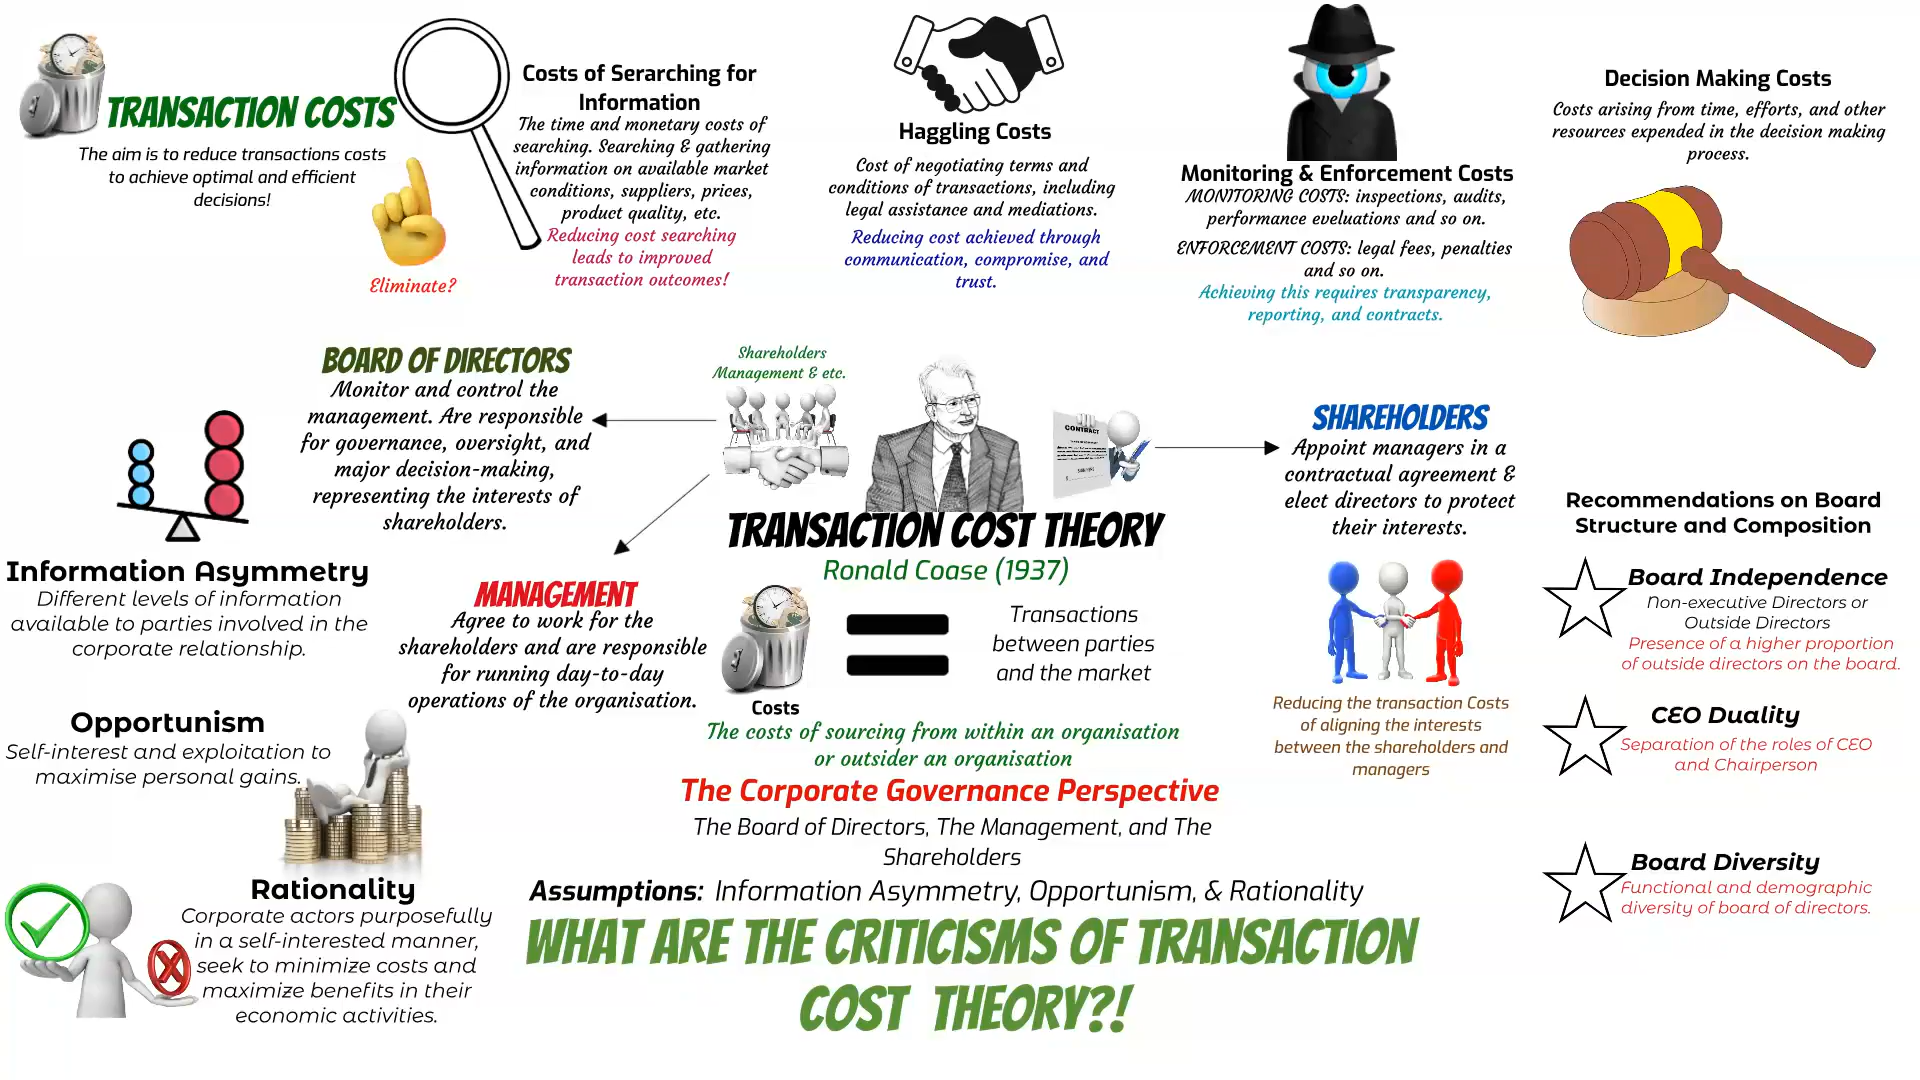 TRANSACTION COSTS
The aim is to reduce transactions costs
to achieve optimal and efficient
decisions!
Eliminate?
Costs of Serarching for
Information
The time and monetary costs of
searching. Searching & gathering
information on available market
conditions, suppliers, prices,
product quality, etc.
Reducing cost searching
leads to improved
transaction outcomes!
Haggling Costs
Cost of negotiating terms and
conditions of transactions, including
legal assistance and mediations.
Reducing cost achieved through
communication, compromise, and
trust.
Monitoring & Enforcement Costs
MONITORING COSTS: inspections, audits,
performance eveluations and so on.
ENFORCEMENT COSTS: legal fees, penalties
and so on.
Achieving this requires transparency,
reporting, and contracts.
Decision Making Costs
Costs arising from time, efforts, and other
resources expended in the decision making
process.
BOARD OF DIRECTORS
Monitor and control the
management. Are responsible
for governance, oversight, and
major decision-making,
representing the interests of
shareholders.
Shareholders
Management & etc.
CONTRACT
SHAREHOLDERS
Appoint managers in a
contractual agreement &
elect directors to protect
their interests.
TRANSACTION COST THEORY
Ronald Coase (1937)
Information Asymmetry
Different levels of information
available to parties involved in the
corporate relationship.
MANAGEMENT
Agree to work for the
shareholders and are responsible
for running day-to-day
operations of the organisation.
Costs
Transactions
between parties
and the market
The costs of sourcing from within an organisation
or outsider an organisation
Reducing the transaction Costs
of aligning the interests
between the shareholders and
managers
Recommendations on Board
Structure and Composition
Board Independence
Non-executive Directors or
Outside Directors
Presence of a higher proportion
of outside directors on the board.
CEO Duality
Separation of the roles of CEO
and Chairperson
Board Diversity
Functional and demographic
diversity of board of directors.
Opportunism
Self-interest and exploitation to
maximise personal gains.
The Corporate Governance Perspective
The Board of Directors, The Management, and The
Shareholders
Assumptions: Information Asymmetry, Opportunism, & Rationality
Rationality
Corporate actors purposefully
in a self-interested manner,
seek to minimize costs and
maximize benefits in their
economic activities.
WHAT ARE THE CRITICISMS OF TRANSACTION
COST THEORY?!